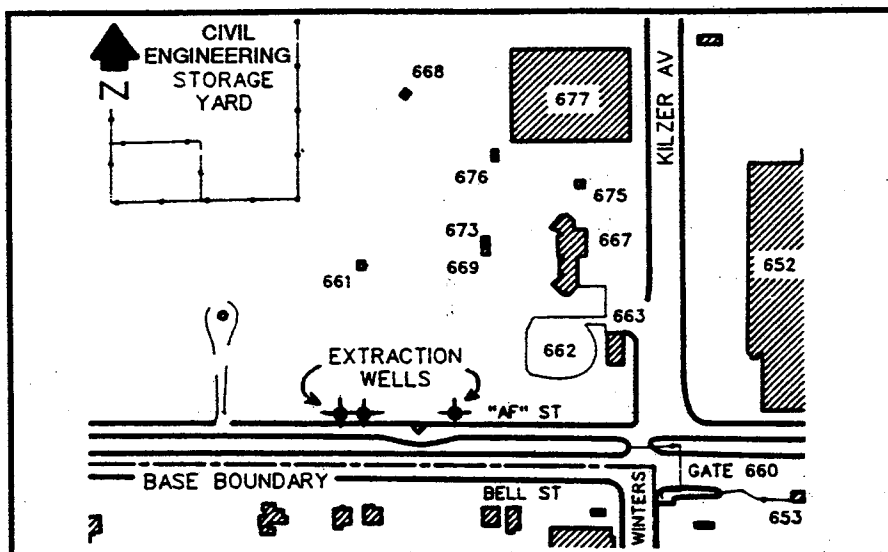 CIVIL
ENGINEERING
STORAGE
YARD
N
668
677
KILZER AV
676
675
673
669
667
661
652
663
662
EXTRACTION
WELLS
"AF" ST
BASE BOUNDARY
BELL ST
WINTERS
GATE 660
653